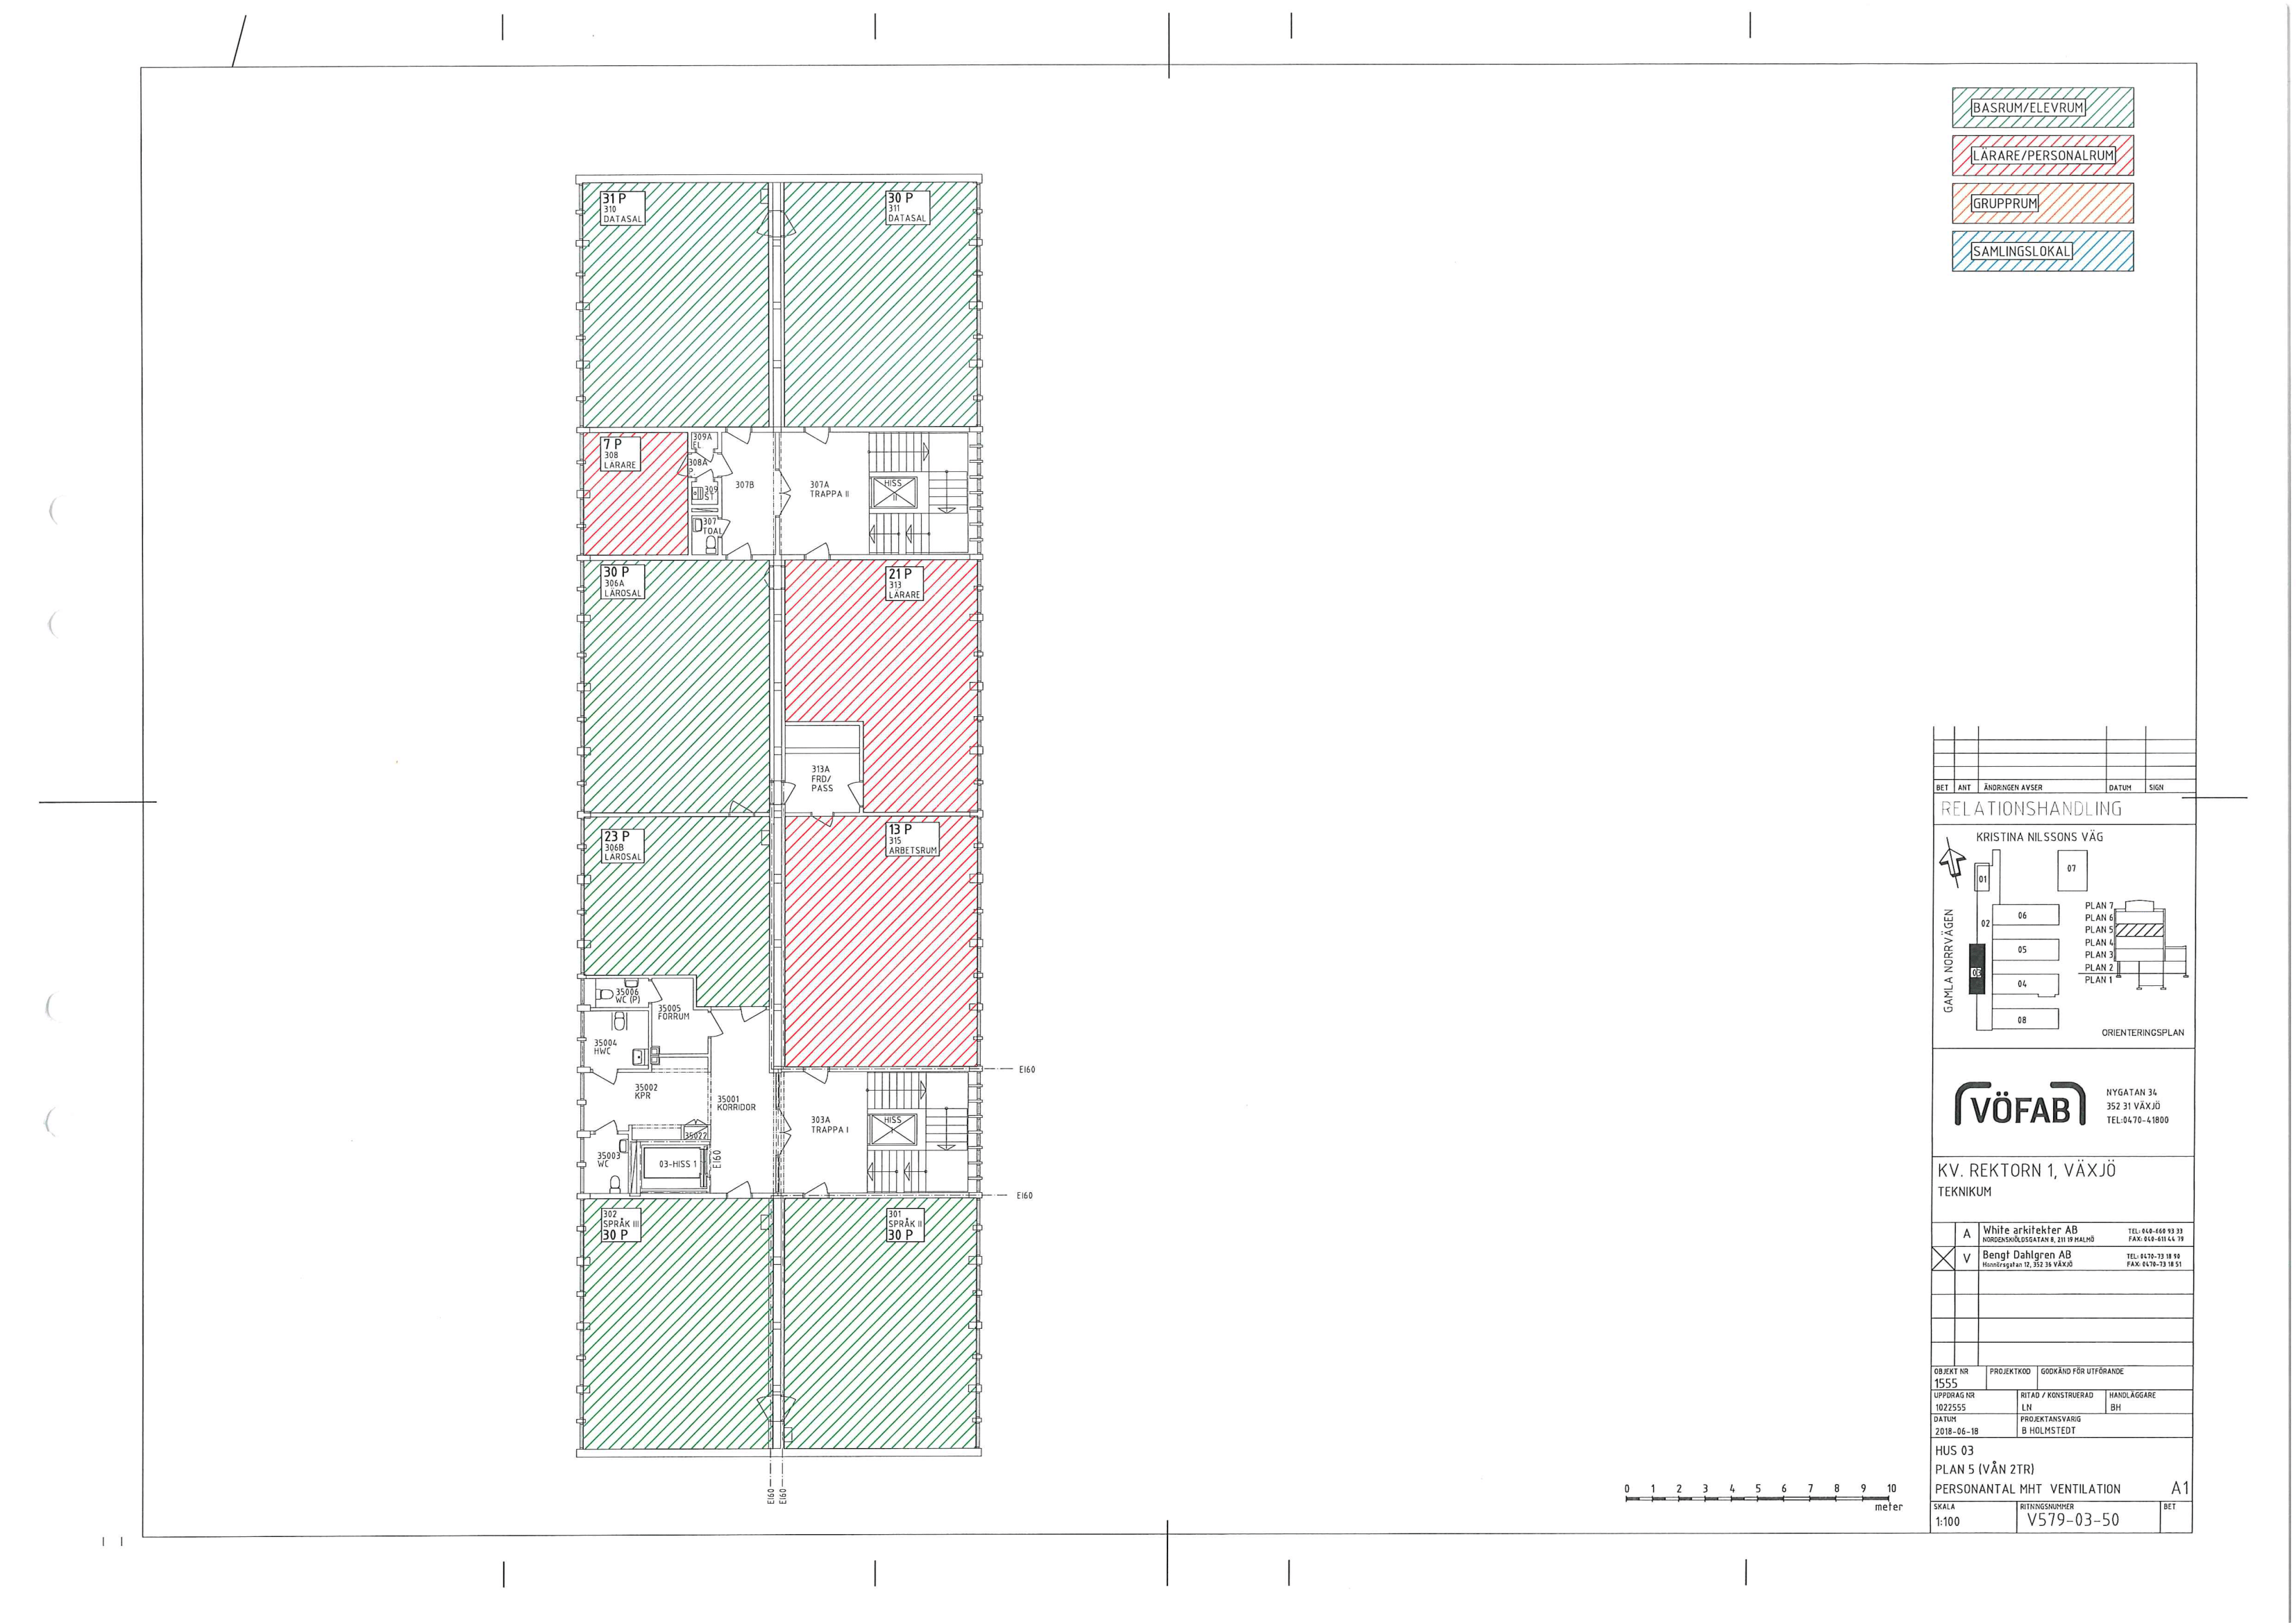 BASRUM/ELEVRUM
LÄRARE/PERSONALRUM
GRUPPRUM
SAMLINGSLOKAL
31 P
310
DATASAL
30 P
311
DATASAL
7 P
308
LÄRARE
309A
EL
308A
P
309
ST
307
TOAL
307B
307A
TRAPPA II
HISS
II
30 P
306A
LÄROSAL
21 P
313
LÄRARE
313A
FRD/
PASS
23 P
306B
LÄROSAL
13 P
315
ARBETSRUM
35006
WC (P)
35005
FÖRRUM
35004
HWC
35002
KPR
35001
KORRIDOR
303A
TRAPPA I
HISS
I
35022
35003
WC
03-HISS 1
EI60
EI60
EI60
302
SPRÅK III
30 P
301
SPRÅK II
30 P
EI60
EI60
0 1 2 3 4 5 6 7 8 9 10
meter
BET ANT ÄNDRINGEN AVSER DATUM SIGN
RELATIONSHANDLING
KRISTINA NILSSONS VÄG
GAMLA NORRVÄGEN
01
07
02
06
05
03
04
08
PLAN 7
PLAN 6
PLAN 5
PLAN 4
PLAN 3
PLAN 2
PLAN 1
ORIENTERINGSPLAN
VÖFAB
NYGATAN 34
352 31 VÄXJÖ
TEL:0470-41800
KV. REKTORN 1, VÄXJÖ
TEKNIKUM
A White arkitekter AB TEL: 040-660 93 33
NORDENSKIÖLDSGATAN 8, 211 19 MALMÖ FAX: 040-611 44 79
V Bengt Dahlgren AB TEL: 0470-73 18 90
Honnörsgatan 12, 352 36 VÄXJÖ FAX: 0470-73 18 51
OBJEKT NR PROJEKTKOD GODKÄND FÖR UTFÖRANDE
1555
UPPDRAG NR RITAD / KONSTRUERAD HANDLÄGGARE
1022555 LN BH
DATUM PROJEKTANSVARIG
2018-06-18 B HOLMSTEDT
HUS 03
PLAN 5 (VÅN 2TR)
PERSONANTAL MHT VENTILATION A1
SKALA RITNINGSNUMMER BET
1:100 V579-03-50